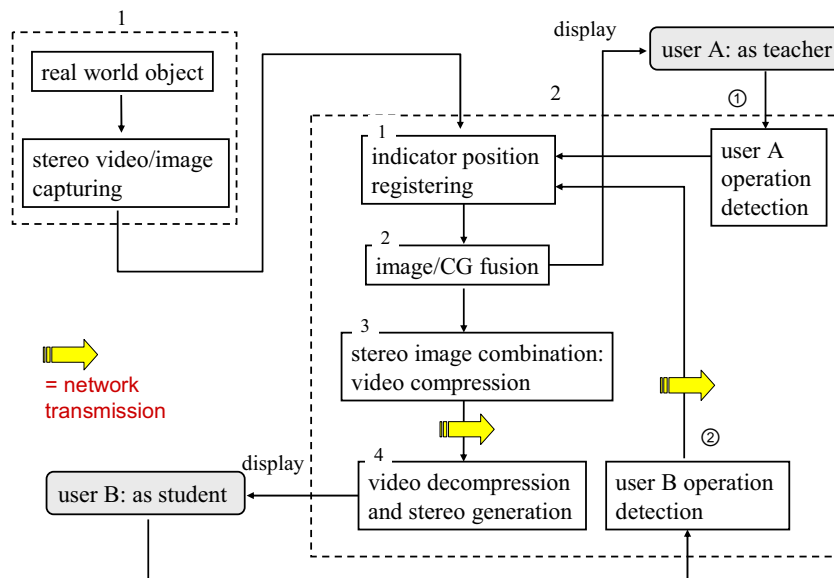 1
real world object
stereo video/image
capturing
display
user A: as teacher
2
①
1
indicator position
registering
user A
operation
detection
2
image/CG fusion
3
stereo image combination:
video compression
= network
transmission
②
display
user B: as student
4
video decompression
and stereo generation
user B operation
detection